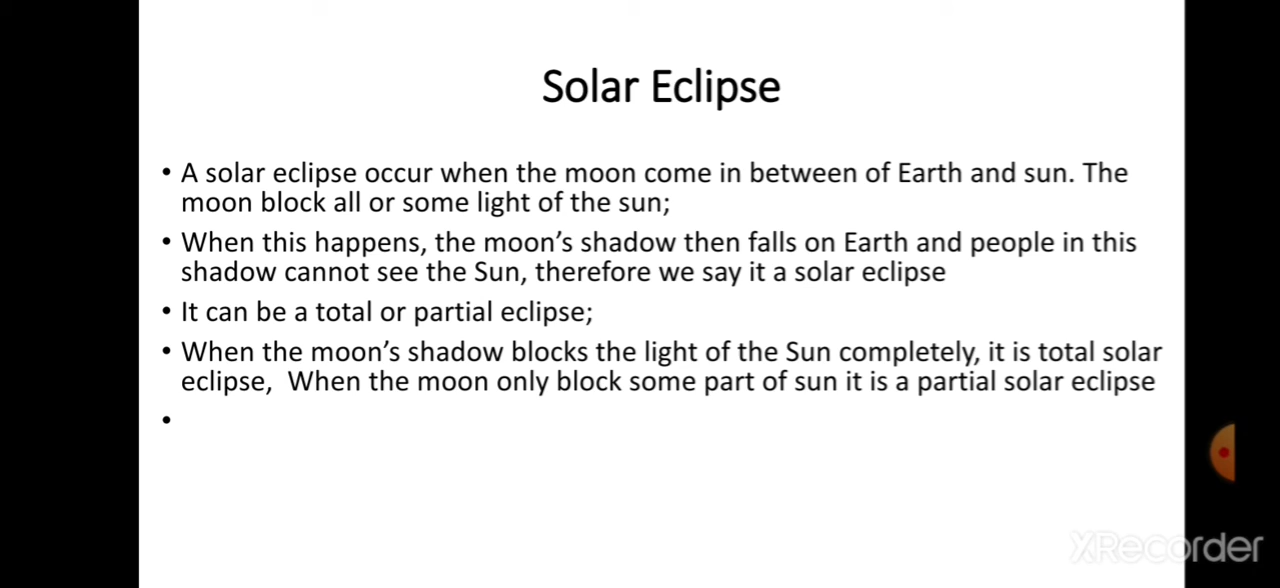 Solar Eclipse
• A solar eclipse occur when the moon come in between of Earth and sun. The
moon block all or some light of the sun;
• When this happens, the moon’s shadow then falls on Earth and people in this
shadow cannot see the Sun, therefore we say it a solar eclipse
• It can be a total or partial eclipse;
• When the moon’s shadow blocks the light of the Sun completely, it is total solar
eclipse,  When the moon only block some part of sun it is a partial solar eclipse
•
XRecorder